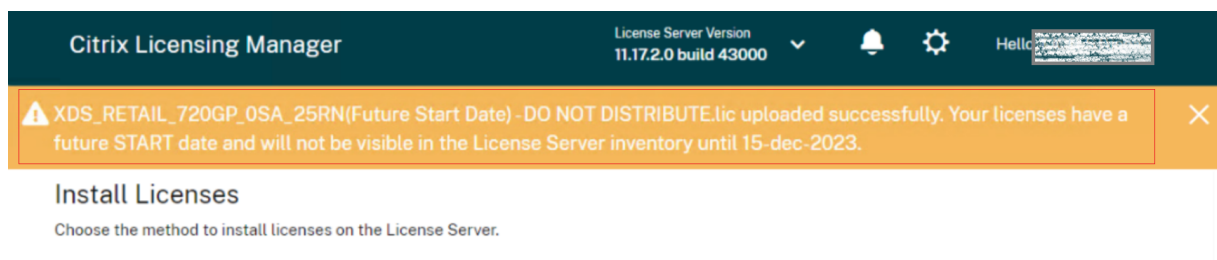 Citrix Licensing Manager
License Server Version
11.17.2.0 build 43000
Hello
XDS_RETAIL_720GP_0SA_25RN(Future Start Date) - DO NOT DISTRIBUTE.lic uploaded successfully. Your licenses have a
future START date and will not be visible in the License Server inventory until 15-dec-2023.
Install Licenses
Choose the method to install licenses on the License Server.